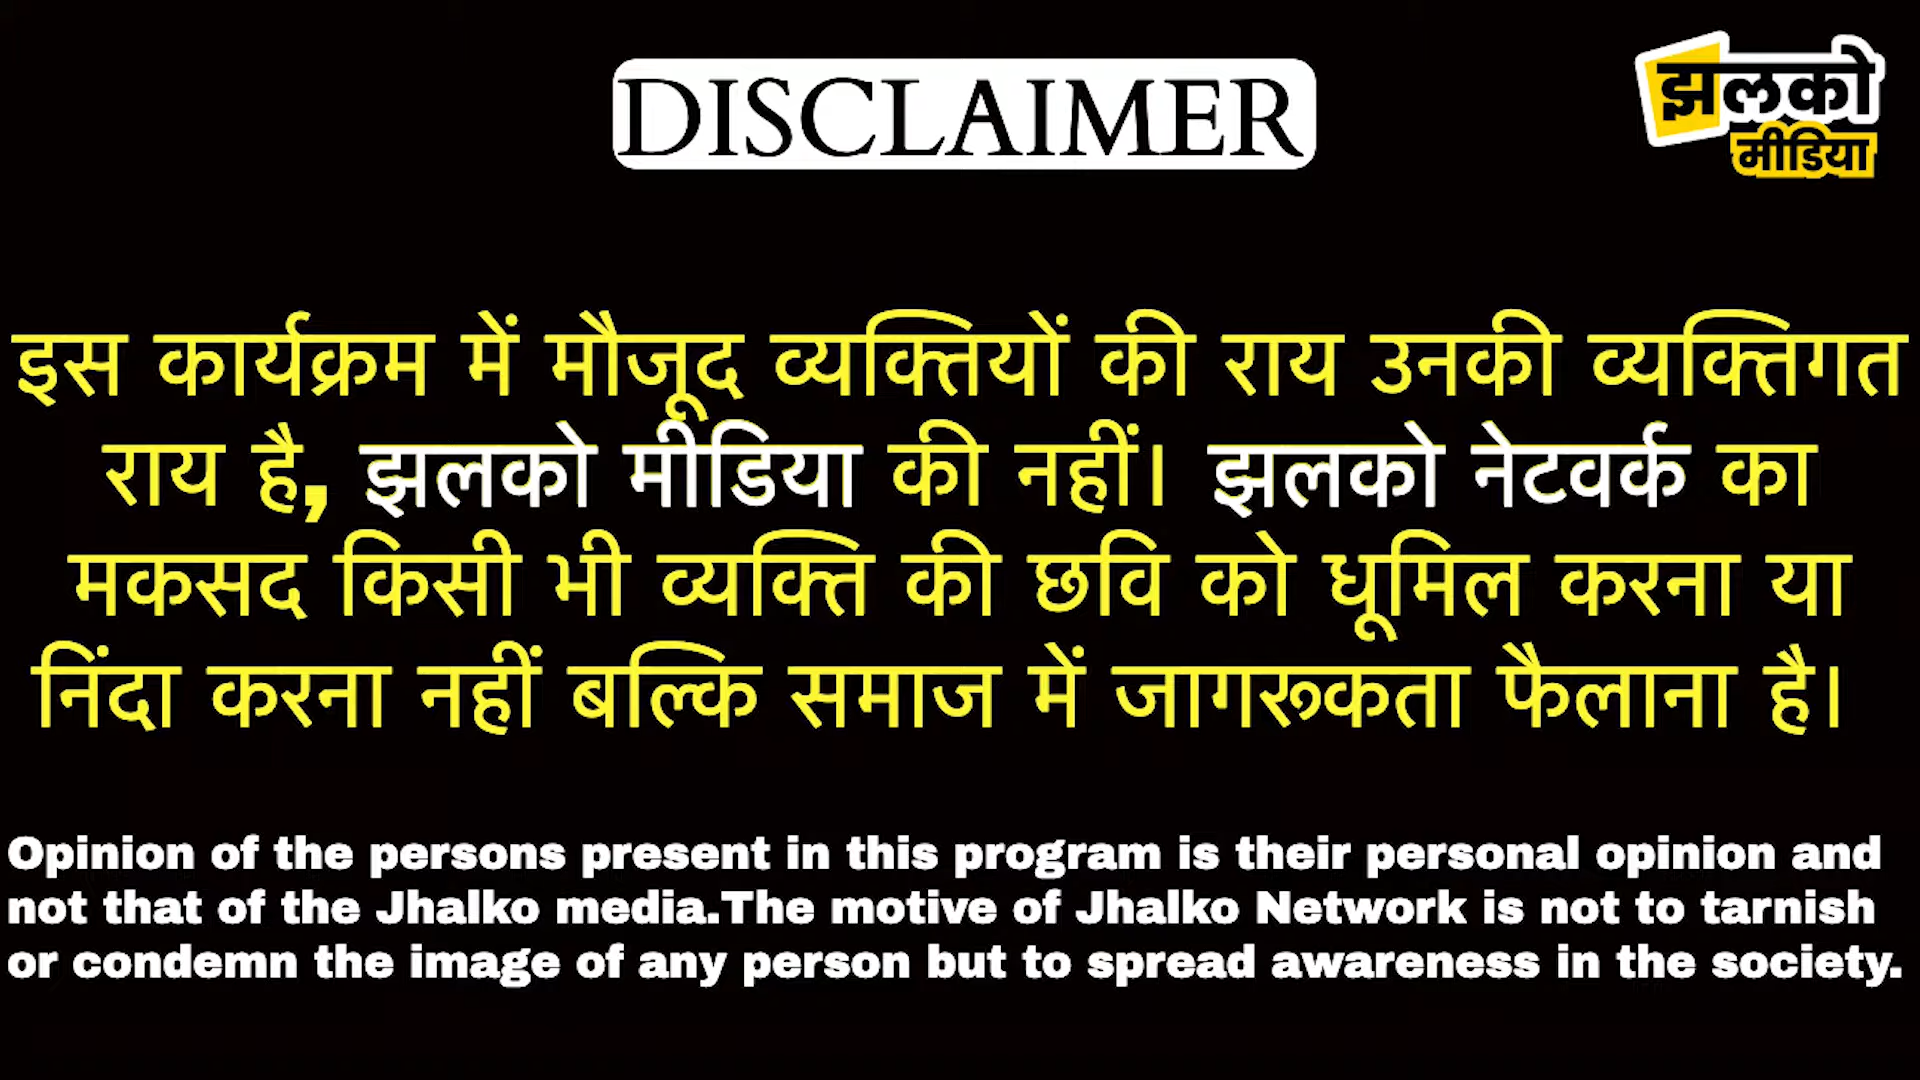 DISCLAIMER
झलको
मीडिया
इस कार्यक्रम में मौजूद व्यक्तियों की राय उनकी व्यक्तिगत
राय है, झलको मीडिया की नहीं। झलको नेटवर्क का
मकसद किसी भी व्यक्ति की छवि को धूमिल करना या
निंदा करना नहीं बल्कि समाज में जागरूकता फैलाना है।
Opinion of the persons present in this program is their personal opinion and
not that of the Jhalko media.The motive of Jhalko Network is not to tarnish
or condemn the image of any person but to spread awareness in the society.